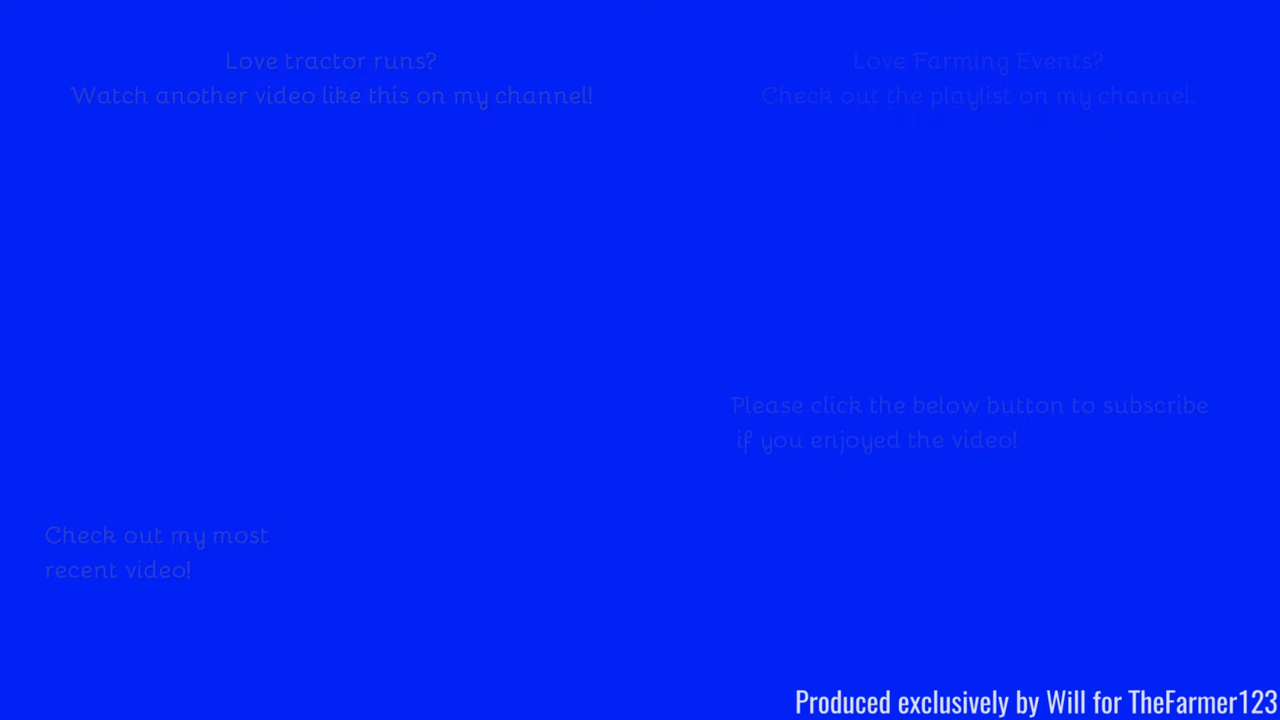 Love tractor runs?
Watch another video like this on my channel!
Love Farming Events?
Check out the playlist on my channel.
Please click the below button to subscribe
if you enjoyed the video!
Check out my most
recent video!
Produced exclusively by Will for TheFarmer123